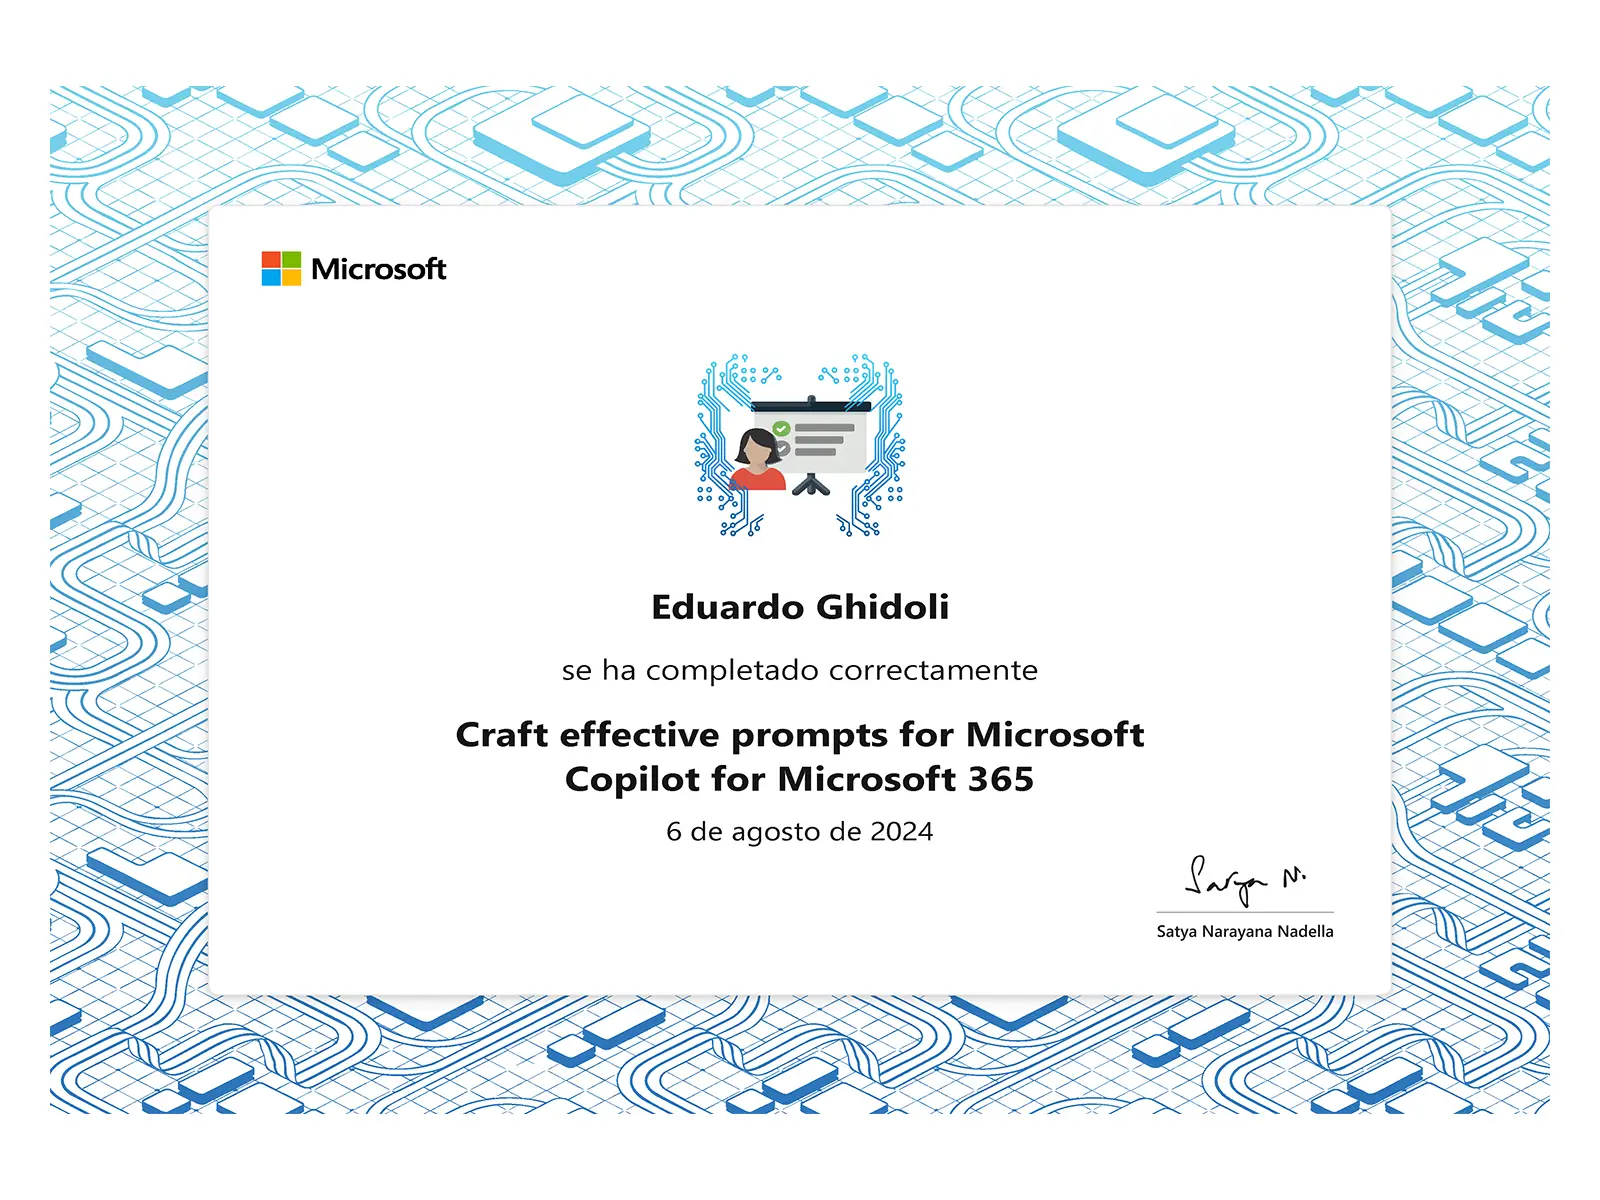 Microsoft
Eduardo Ghidoli
se ha completado correctamente
Craft effective prompts for Microsoft
Copilot for Microsoft 365
6 de agosto de 2024
Satya N.
Satya Narayana Nadella